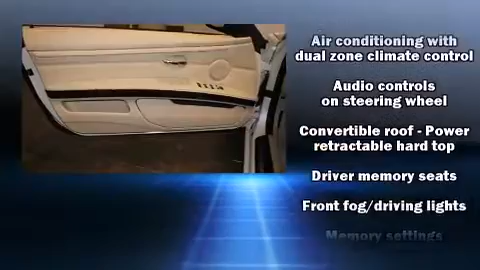 Air conditioning with
dual zone climate control
Audio controls
on steering wheel
Convertible roof - Power
retractable hard top
Driver memory seats
Front fog/driving lights
Memory settings